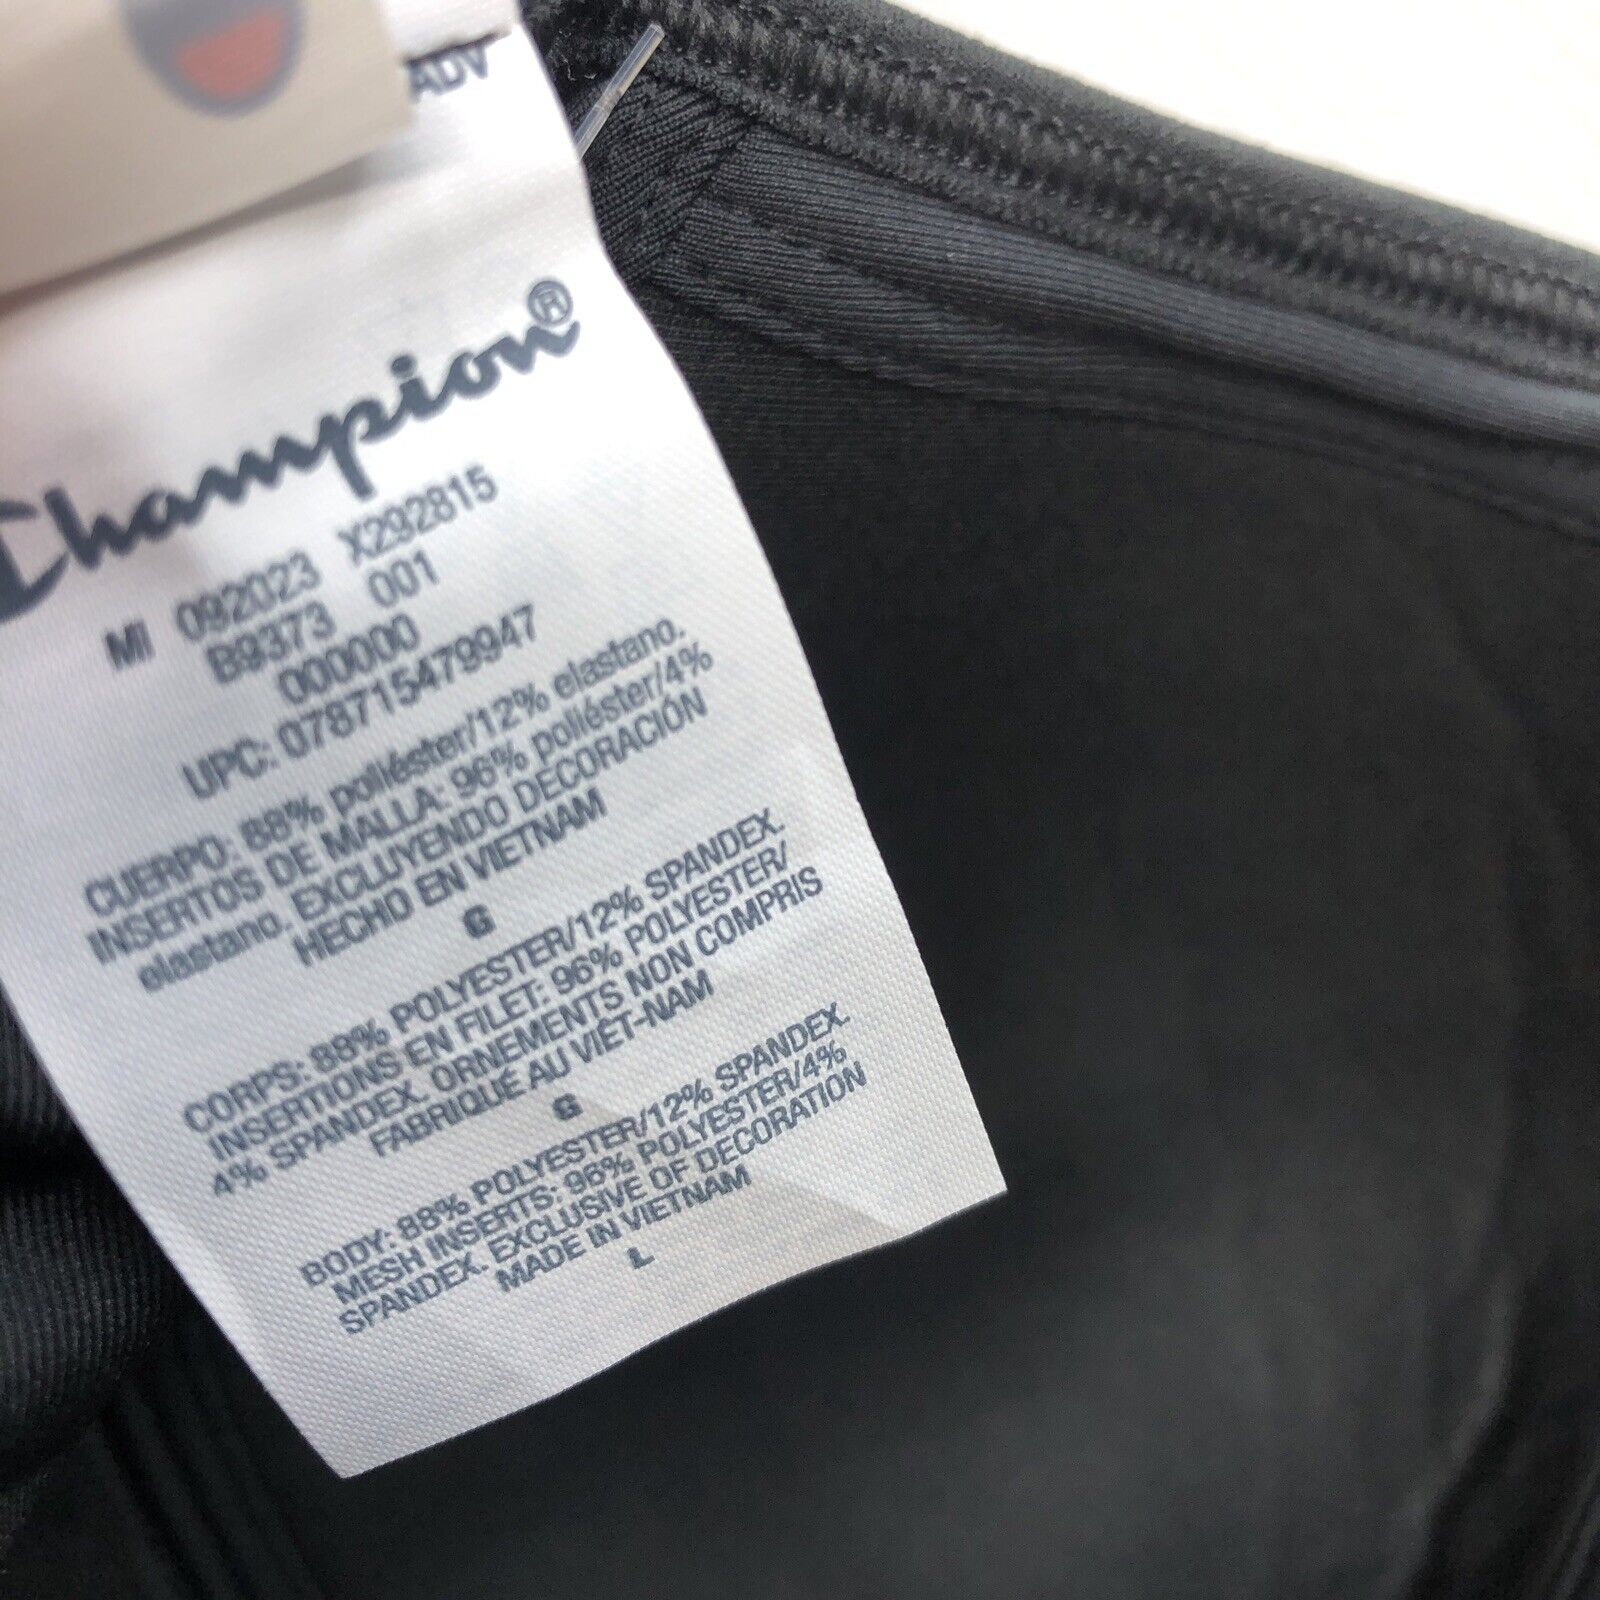 ADV
Champion®
MI 092023 X292815
B9373 001
000000
UPC: 078715479947
CUERPO: 88% poliéster/12% elastano.
INSERTOS DE MALLA: 96% poliéster/4%
elastano. EXCLUYENDO DECORACIÓN
HECHO EN VIETNAM
G
CORPS: 88% POLYESTER/12% SPANDEX.
INSERTIONS EN FILET: 96% POLYESTER/
4% SPANDEX. ORNEMENTS NON COMPRIS
FABRIQUÉ AU VIÊT-NAM
G
BODY: 88% POLYESTER/12% SPANDEX.
MESH INSERTS: 96% POLYESTER/4%
SPANDEX. EXCLUSIVE OF DECORATION
MADE IN VIETNAM
L